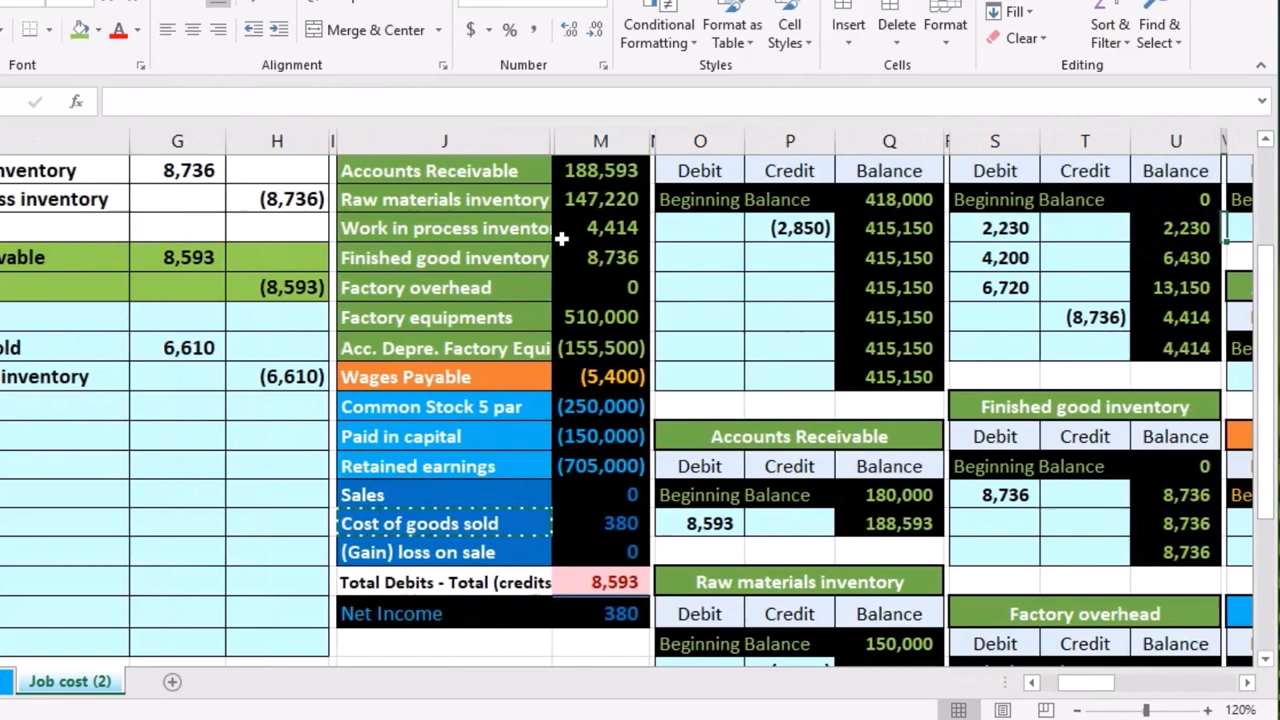 Merge & Center
$ % ,
Conditional Formatting
Format as Table
Cell Styles
Insert
Delete
Format
Fill
Clear
Sort & Filter
Find & Select
Font Alignment Number Styles Cells Editing
fx
G H I J M O P Q S T U
nventory 8,736 Accounts Receivable 188,593 Debit Credit Balance Debit Credit Balance
ss inventory (8,736) Raw materials inventory 147,220 Beginning Balance 418,000 Beginning Balance 0 Be
Work in process invento 4,414 (2,850) 415,150 2,230 2,230
vable 8,593 Finished good inventory 8,736 415,150 4,200 6,430
(8,593) Factory overhead 0 415,150 6,720 13,150
Factory equipments 510,000 415,150 (8,736) 4,414
old 6,610 Acc. Depre. Factory Equi (155,500) 415,150 4,414 Be
inventory (6,610) Wages Payable (5,400) 415,150
Common Stock 5 par (250,000) Finished good inventory
Paid in capital (150,000) Accounts Receivable Debit Credit Balance
Retained earnings (705,000) Debit Credit Balance Beginning Balance 0
Sales 0 Beginning Balance 180,000 8,736 8,736 Be
Cost of goods sold 380 8,593 188,593 8,736
(Gain) loss on sale 0 8,736
Total Debits - Total (credits 8,593 Raw materials inventory
Net Income 380 Debit Credit Balance Factory overhead
Beginning Balance 150,000 Debit Credit Balance
Job cost (2)
120%